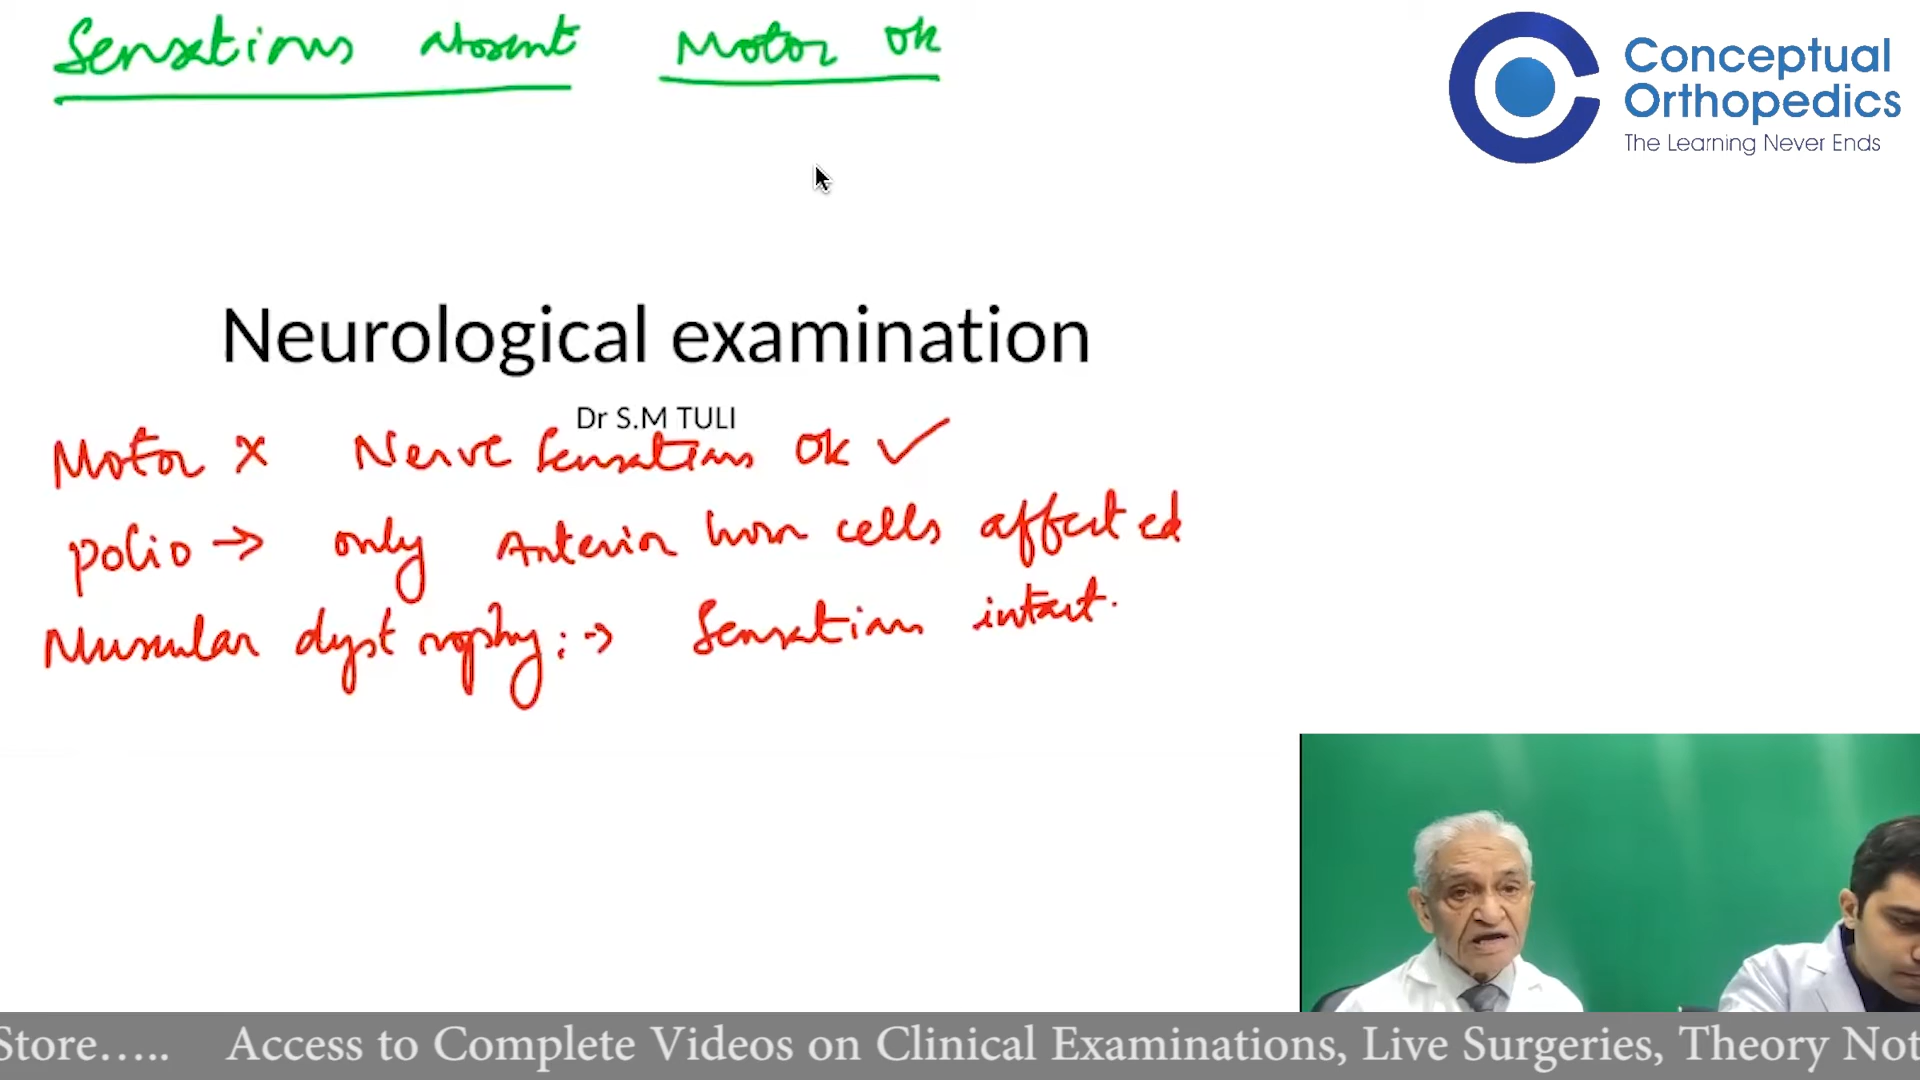 Sensations absent Motor ok
Conceptual
Orthopedics
The Learning Never Ends
Neurological examination
Dr S.M TULI
Motor x Nerve Sensations ok ✓
polio → only Anterior horn cells affected
Muscular dystrophy :→ Sensation intact.
Store..... Access to Complete Videos on Clinical Examinations, Live Surgeries, Theory Not